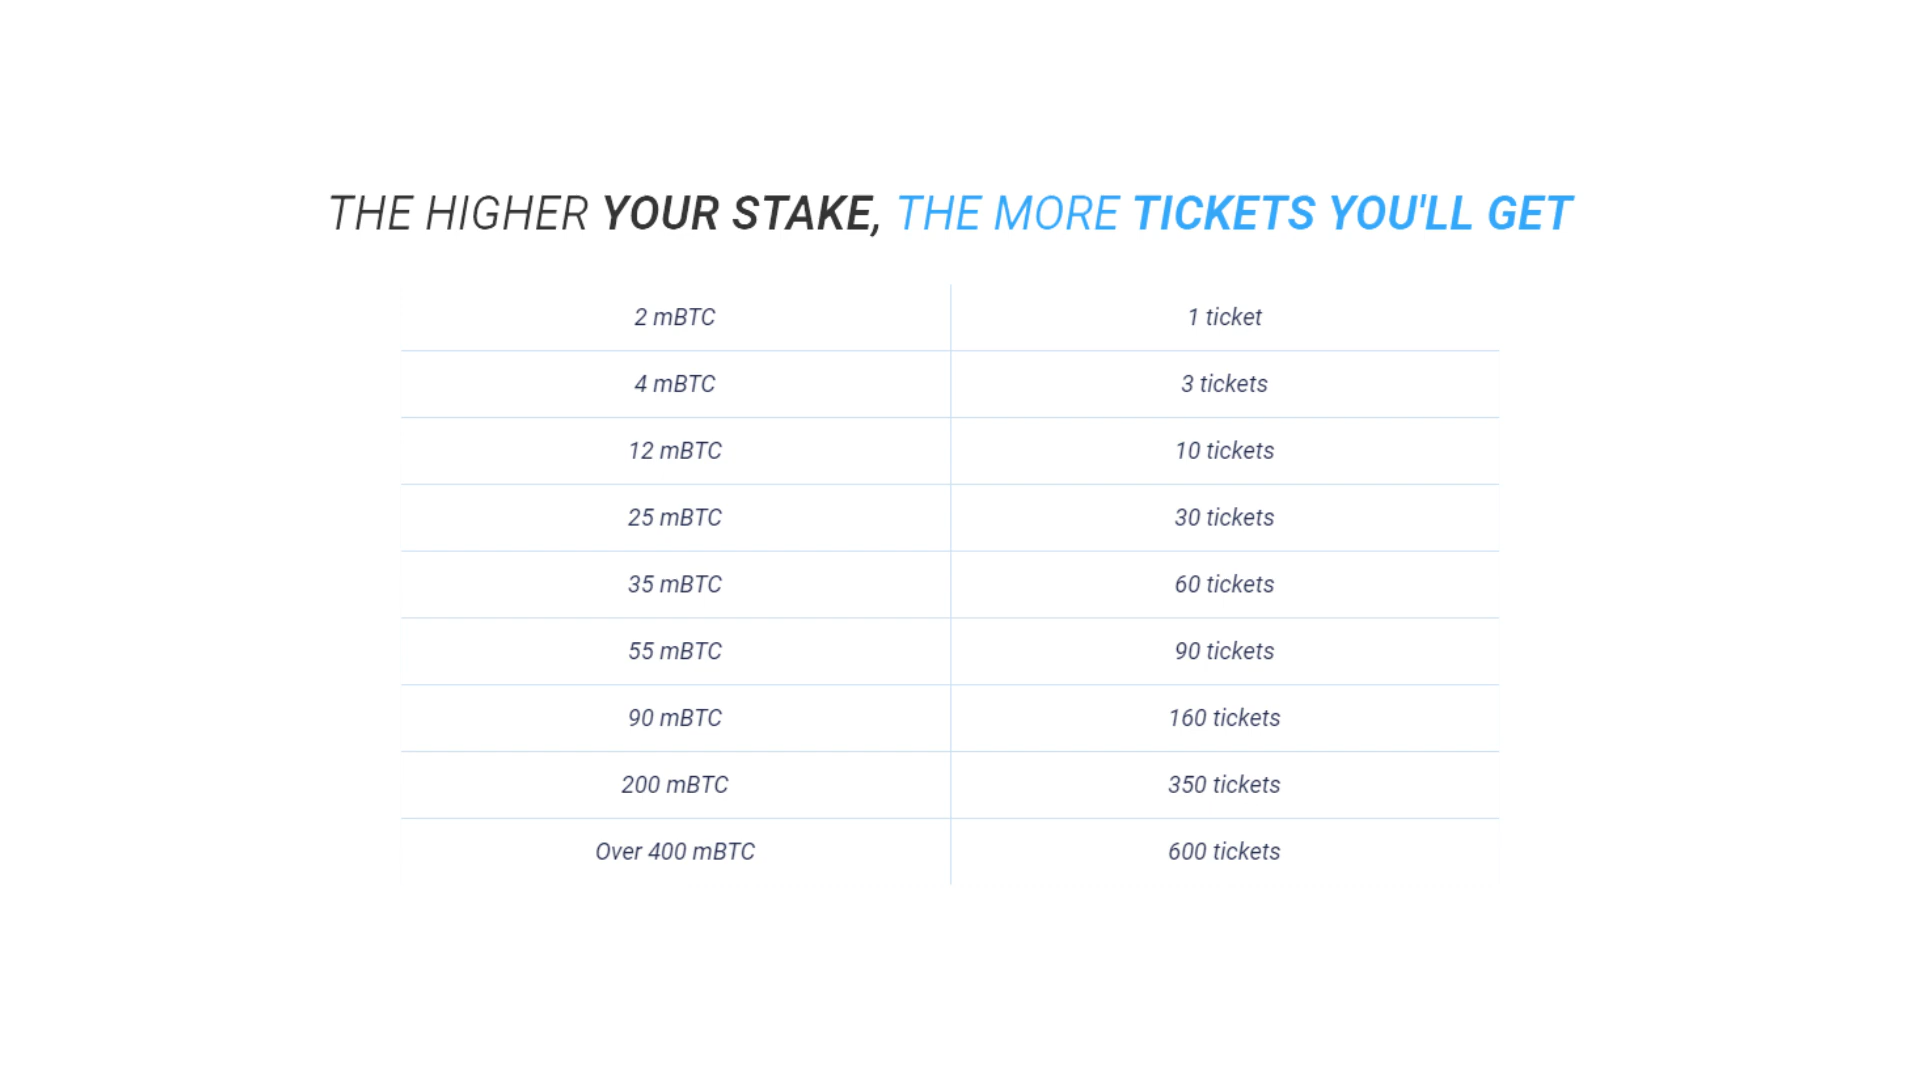 THE HIGHER YOUR STAKE, THE MORE TICKETS YOU'LL GET
2 mBTC 1 ticket
4 mBTC 3 tickets
12 mBTC 10 tickets
25 mBTC 30 tickets
35 mBTC 60 tickets
55 mBTC 90 tickets
90 mBTC 160 tickets
200 mBTC 350 tickets
Over 400 mBTC 600 tickets